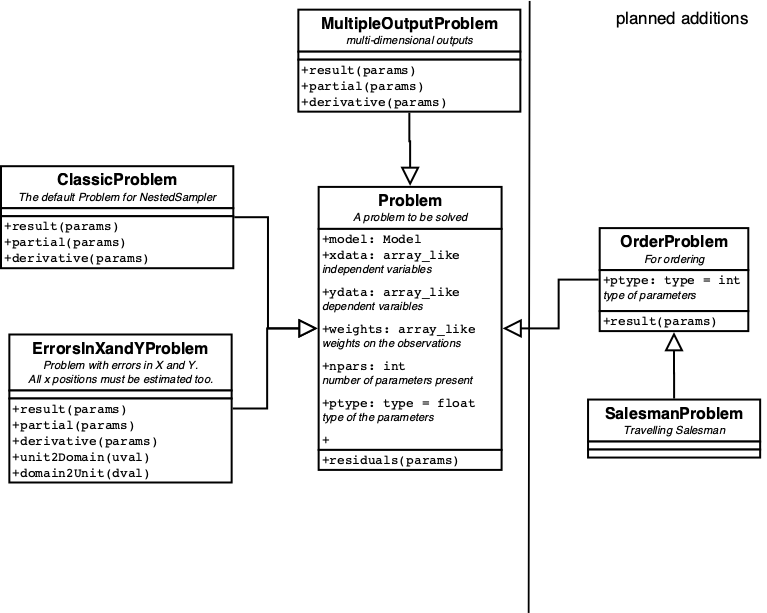 planned additions
MultipleOutputProblem
multi-dimensional outputs
+result(params)
+partial(params)
+derivative(params)
ClassicProblem
The default Problem for NestedSampler
+result(params)
+partial(params)
+derivative(params)
ErrorsInXandYProblem
Problem with errors in X and Y.
All x positions must be estimated too.
+result(params)
+partial(params)
+derivative(params)
+unit2Domain(uval)
+domain2Unit(dval)
Problem
A problem to be solved
+model: Model
+xdata: array_like
independent variables
+ydata: array_like
dependent varaibles
+weights: array_like
weights on the observations
+npars: int
number of parameters present
+ptype: type = float
type of the parameters
+
+residuals(params)
OrderProblem
For ordering
+ptype: type = int
type of parameters
+result(params)
SalesmanProblem
Travelling Salesman